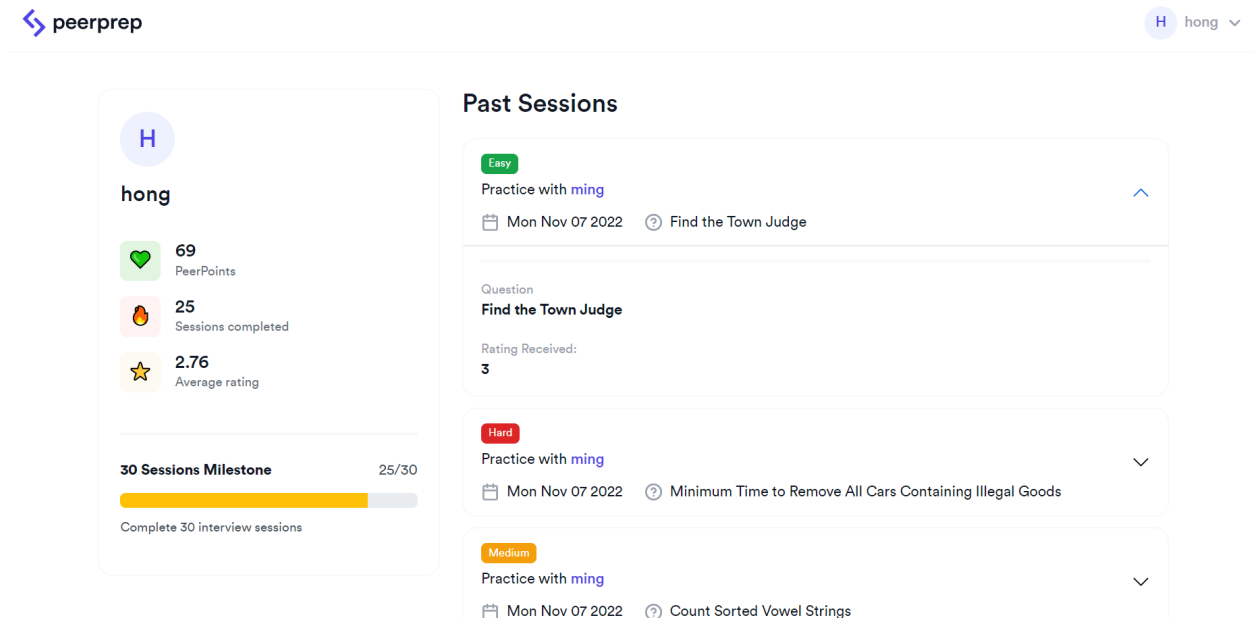 peerprep
H hong
H
hong
69
PeerPoints
25
Sessions completed
2.76
Average rating
30 Sessions Milestone 25/30
Complete 30 interview sessions
Past Sessions
Easy
Practice with ming
Mon Nov 07 2022 Find the Town Judge
Question
Find the Town Judge
Rating Received:
3
Hard
Practice with ming
Mon Nov 07 2022 Minimum Time to Remove All Cars Containing Illegal Goods
Medium
Practice with ming
Mon Nov 07 2022 Count Sorted Vowel Strings